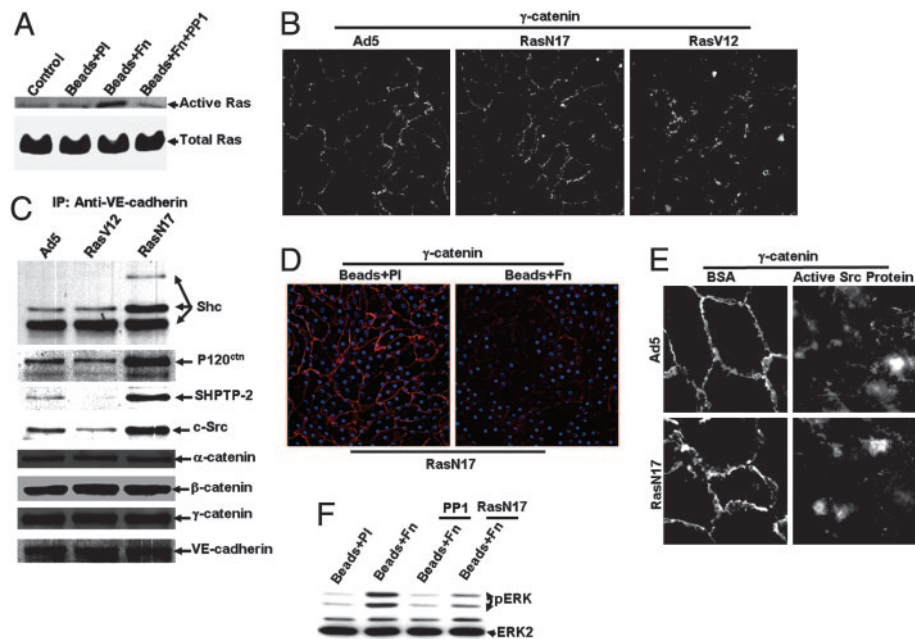 A
Control
Beads+Pl
Beads+Fn
Beads+Fn+PP1
Active Ras
Total Ras
B
γ-catenin
Ad5
RasN17
RasV12
C
IP: Anti-VE-cadherin
Ad5
RasV12
RasN17
Shc
P120ctn
SHPTP-2
c-Src
α-catenin
β-catenin
γ-catenin
VE-cadherin
D
γ-catenin
Beads+Pl
Beads+Fn
RasN17
E
γ-catenin
BSA
Active Src Protein
Ad5
RasN17
F
PP1
RasN17
Beads+Pl
Beads+Fn
Beads+Fn
Beads+Fn
pERK
ERK2